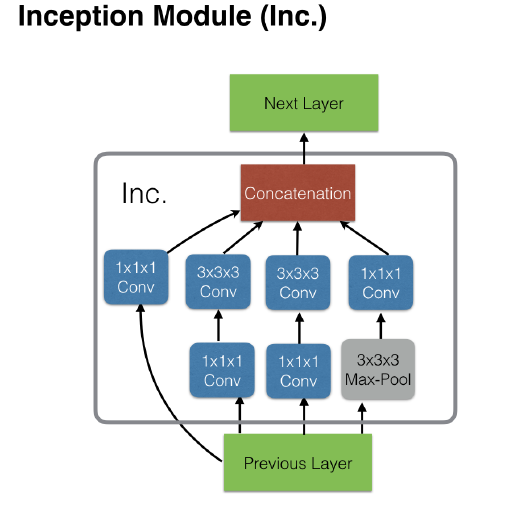 Inception Module (Inc.)
Next Layer
Inc.
Concatenation
1x1x1
Conv
3x3x3
Conv
3x3x3
Conv
1x1x1
Conv
1x1x1
Conv
1x1x1
Conv
3x3x3
Max-Pool
Previous Layer